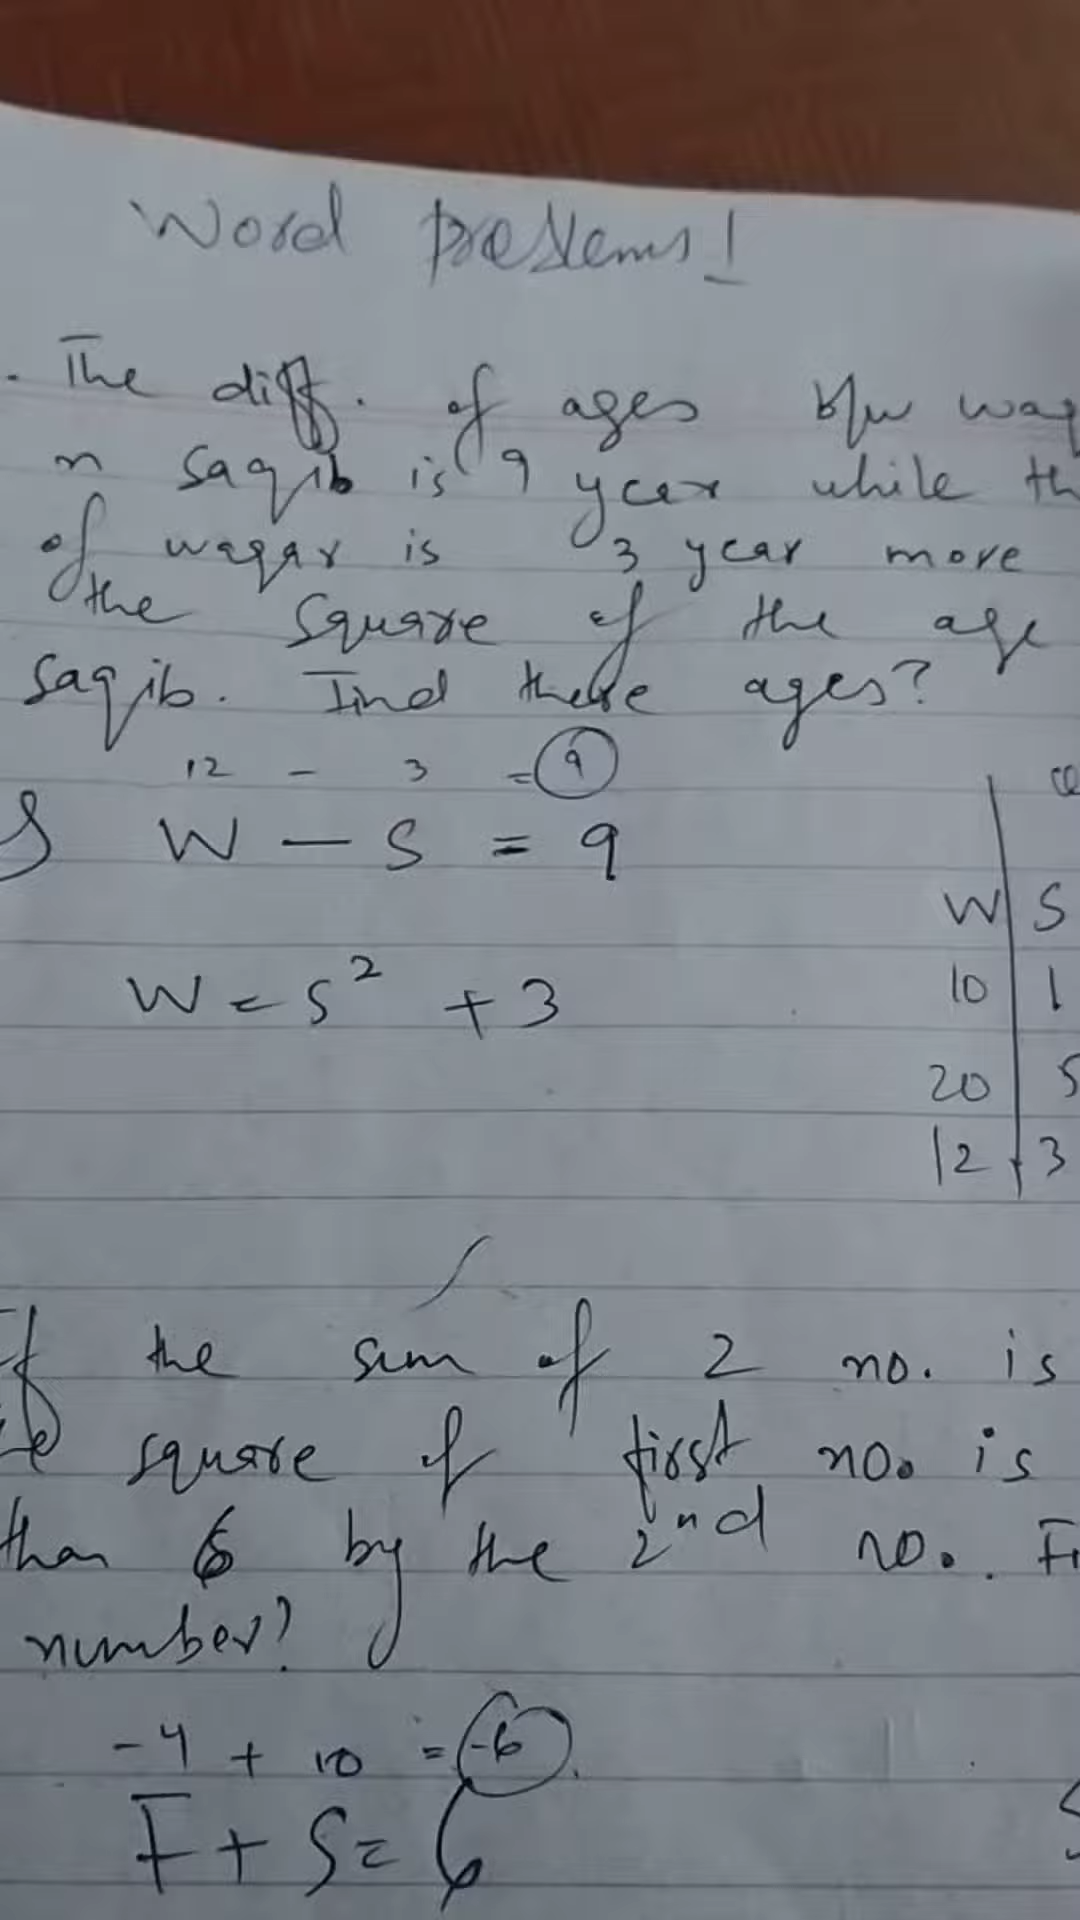 Word Problems!
. The diff. of ages b/w
n Saqib is 9 year while
of waqar is 3 year more
the square of the age
Saqib. Find there ages?
12 - 3 = 9
S W - S = 9
W S
W = S² + 3
10 1
20 5
12 3
the sum of 2 no. is
square of first no. is
than 6 by the 2nd no.
number?
-4 + 10 = -6
F + S = 6